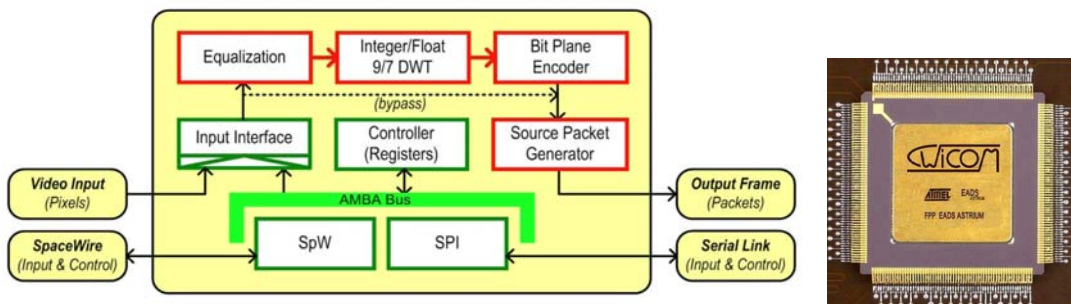 Equalization
Integer/Float
9/7 DWT
Bit Plane
Encoder
(bypass)
Input Interface
Controller
(Registers)
Source Packet
Generator
Video Input
(Pixels)
AMBA Bus
Output Frame
(Packets)
SpaceWire
(Input & Control)
SpW
SPI
Serial Link
(Input & Control)
CWICOM
ATMEL
EADS
ASTRIUM
FPP EADS ASTRIUM